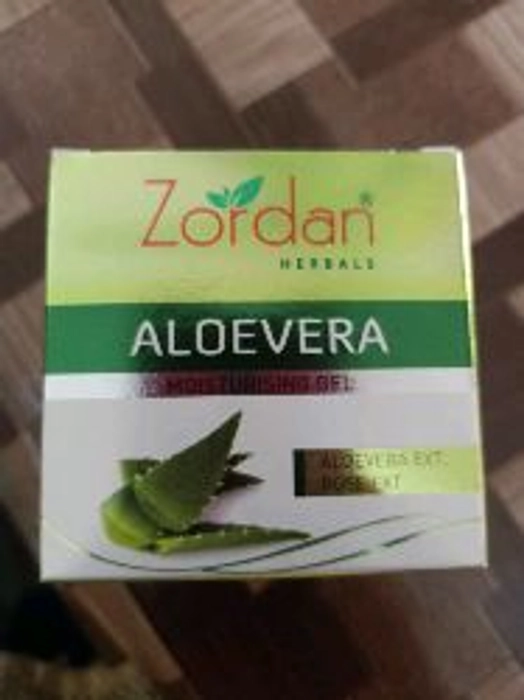 Zordan®
HERBALS
ALOEVERA
MOISTURISING GEL
ALOEVERA EXT.
ROSE EXT